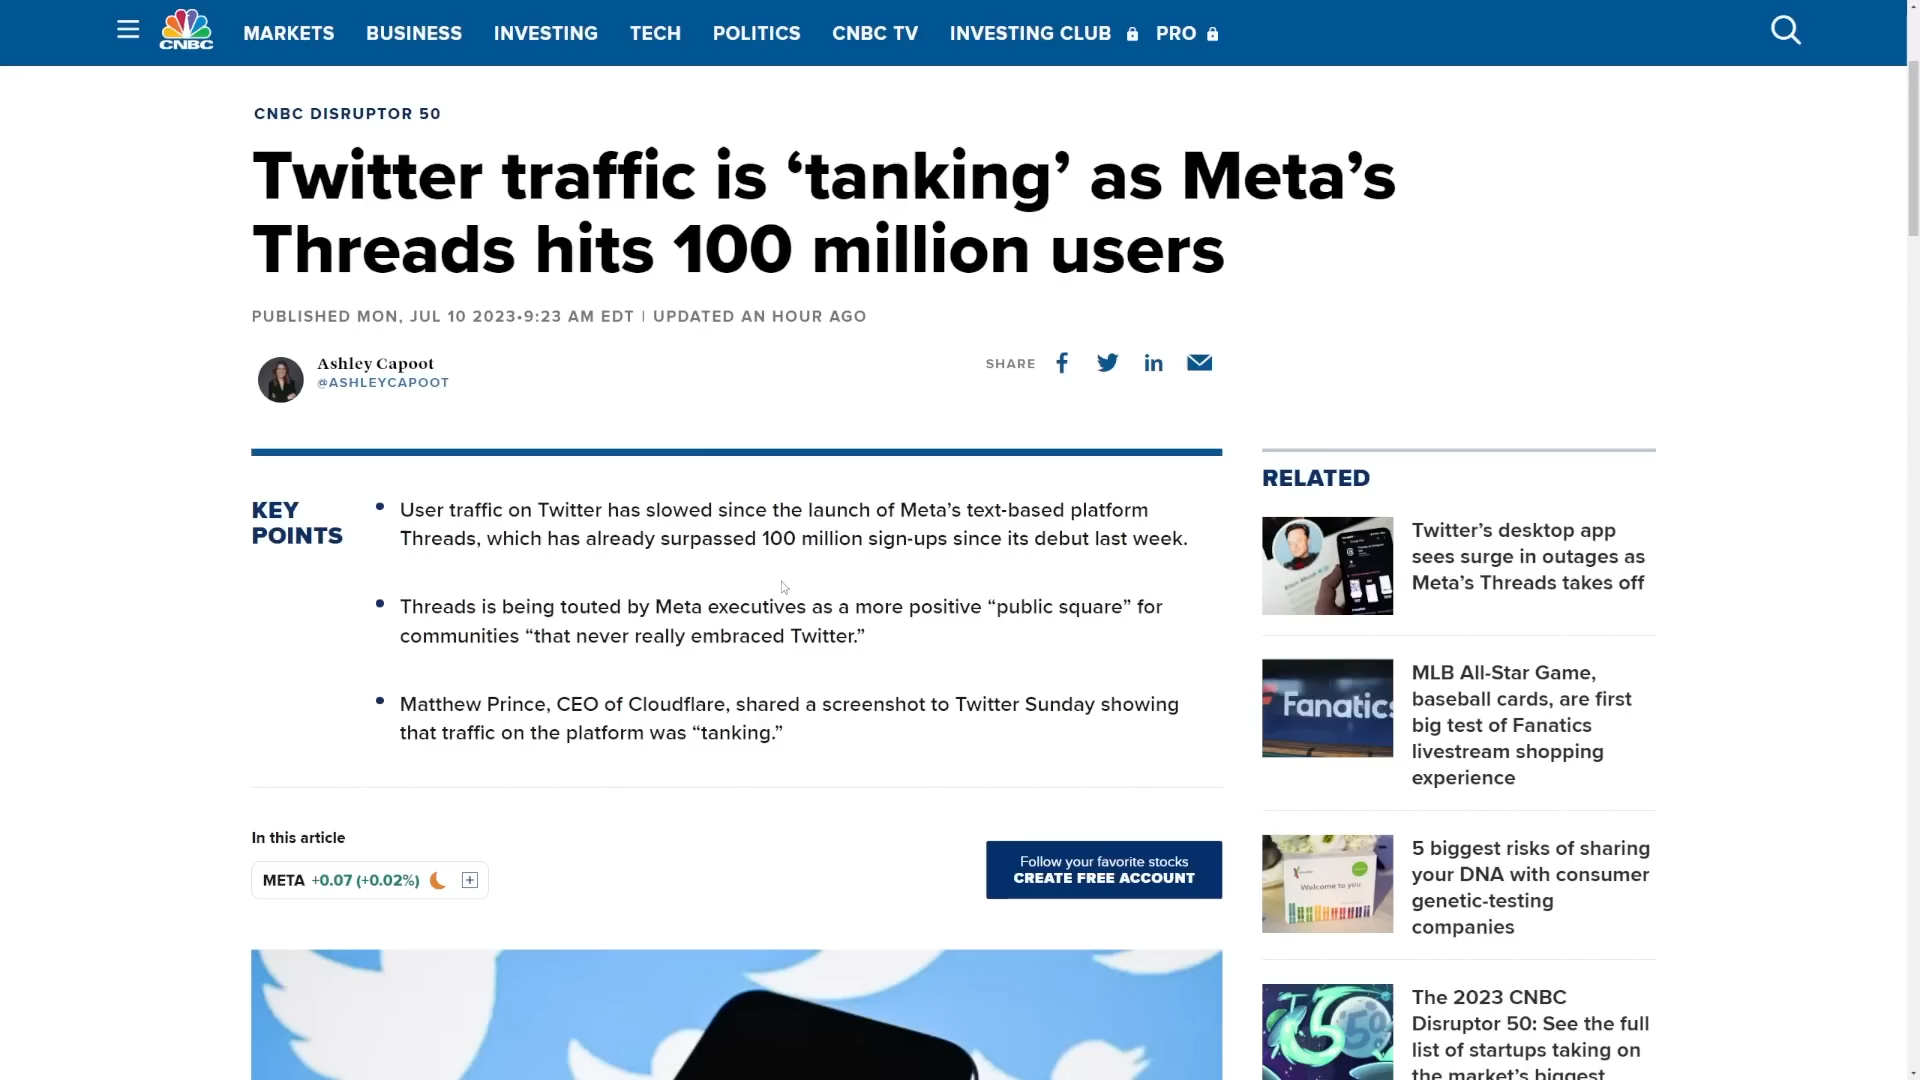 CNBC
MARKETS BUSINESS INVESTING TECH POLITICS CNBC TV INVESTING CLUB PRO
CNBC DISRUPTOR 50
Twitter traffic is ‘tanking’ as Meta’s
Threads hits 100 million users
PUBLISHED MON, JUL 10 2023•9:23 AM EDT | UPDATED AN HOUR AGO
Ashley Capoot
@ASHLEYCAPOOT
SHARE
KEY
POINTS
User traffic on Twitter has slowed since the launch of Meta’s text-based platform
Threads, which has already surpassed 100 million sign-ups since its debut last week.
Threads is being touted by Meta executives as a more positive “public square” for
communities “that never really embraced Twitter.”
Matthew Prince, CEO of Cloudflare, shared a screenshot to Twitter Sunday showing
that traffic on the platform was “tanking.”
In this article
META +0.07 (+0.02%)
Follow your favorite stocks
CREATE FREE ACCOUNT
RELATED
Twitter’s desktop app
sees surge in outages as
Meta’s Threads takes off
Fanatics
MLB All-Star Game,
baseball cards, are first
big test of Fanatics
livestream shopping
experience
Welcome to you
5 biggest risks of sharing
your DNA with consumer
genetic-testing
companies
The 2023 CNBC
Disruptor 50: See the full
list of startups taking on
the market’s biggest